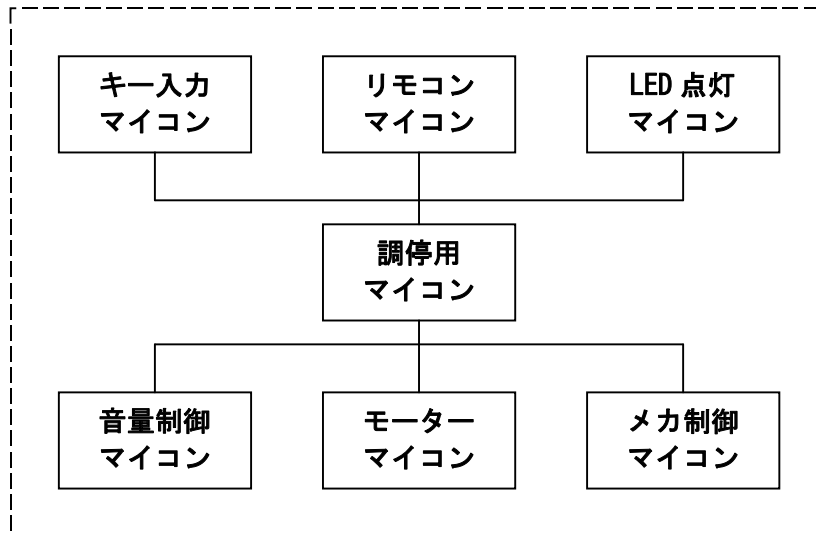 キー入力
マイコン
リモコン
マイコン
LED 点灯
マイコン
調停用
マイコン
音量制御
マイコン
モーター
マイコン
メカ制御
マイコン